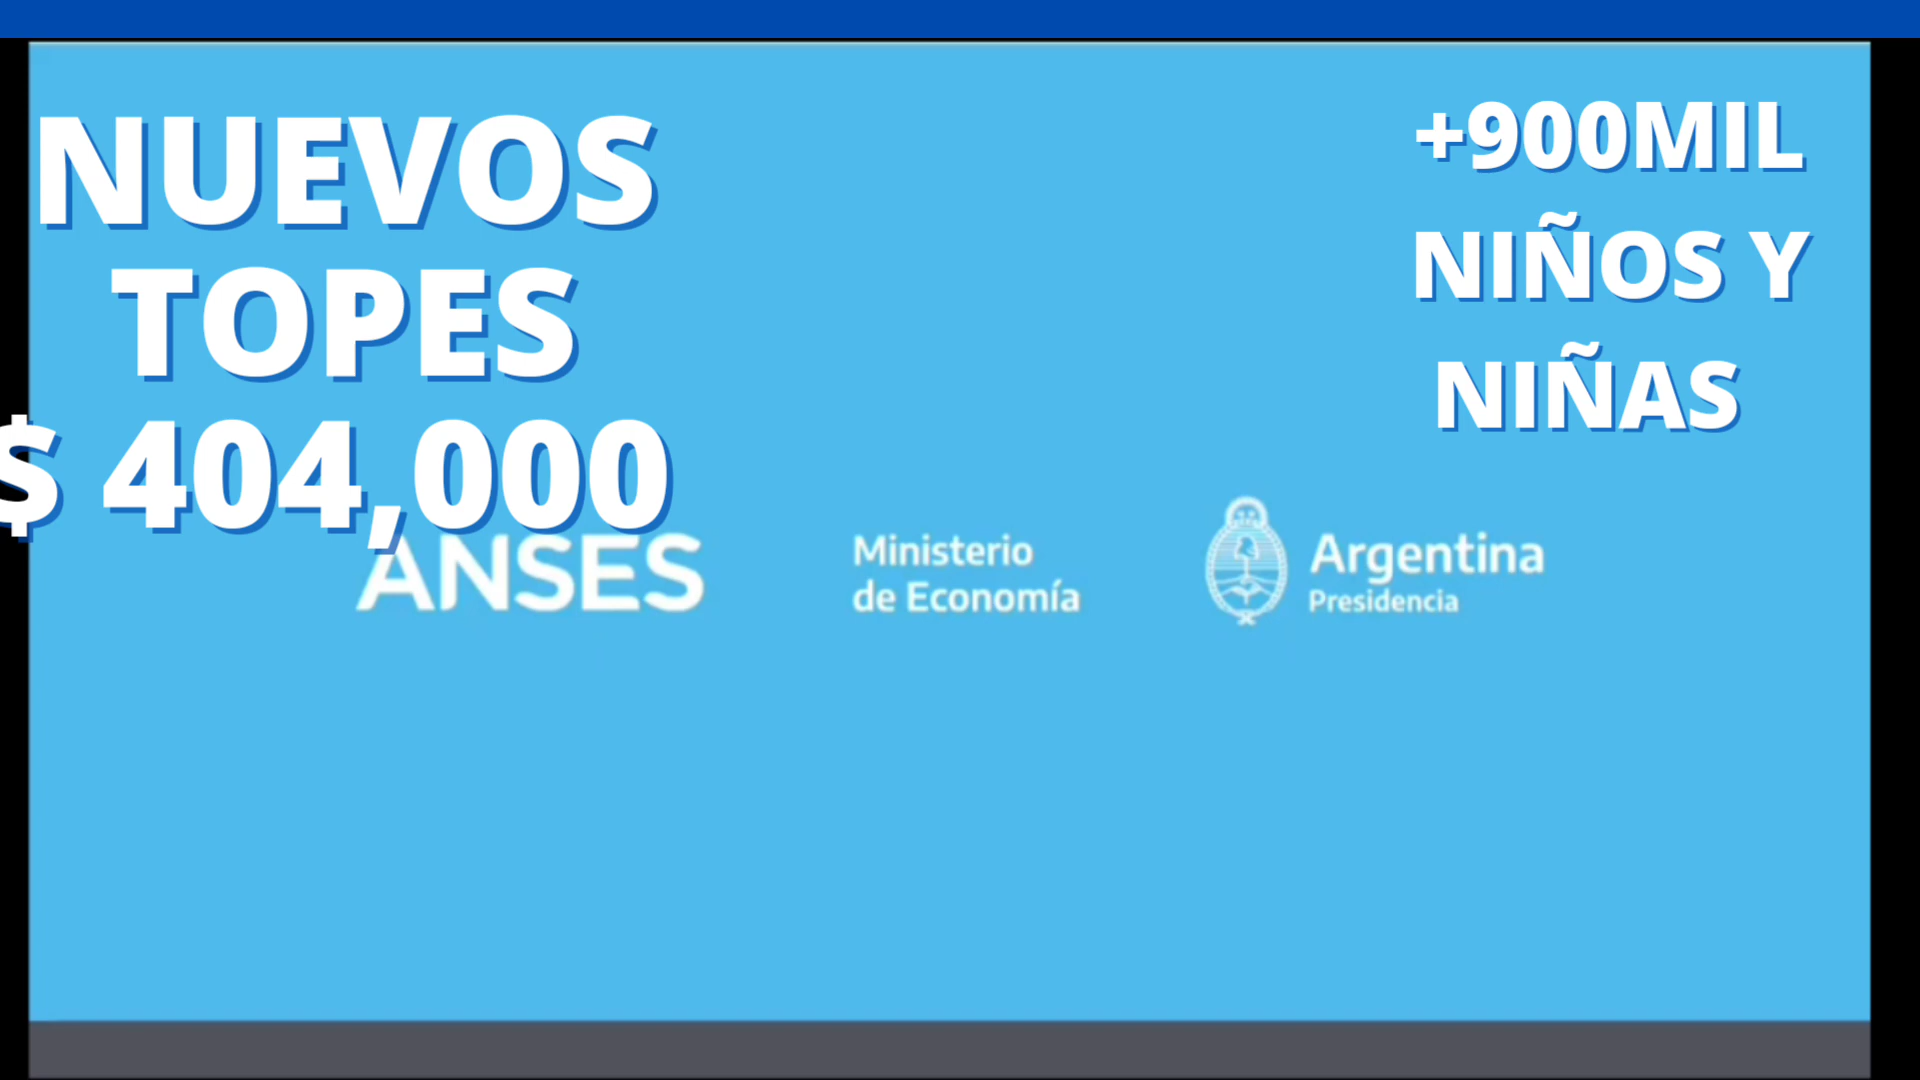 NUEVOS
TOPES
$ 404,000
+900MIL
NIÑOS Y
NIÑAS
ANSES
Ministerio
de Economía
Argentina
Presidencia